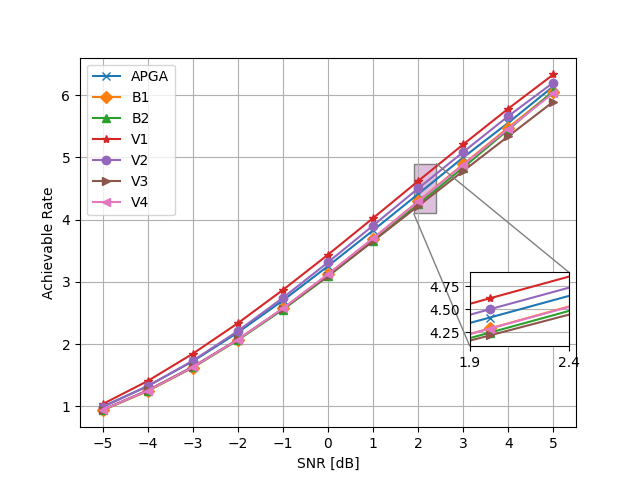 APGA
B1
B2
V1
V2
V3
V4
6
5
4
3
2
1
Achievable Rate
4.75
4.50
4.25
1.9 2.4
−5 −4 −3 −2 −1 0 1 2 3 4 5
SNR [dB]